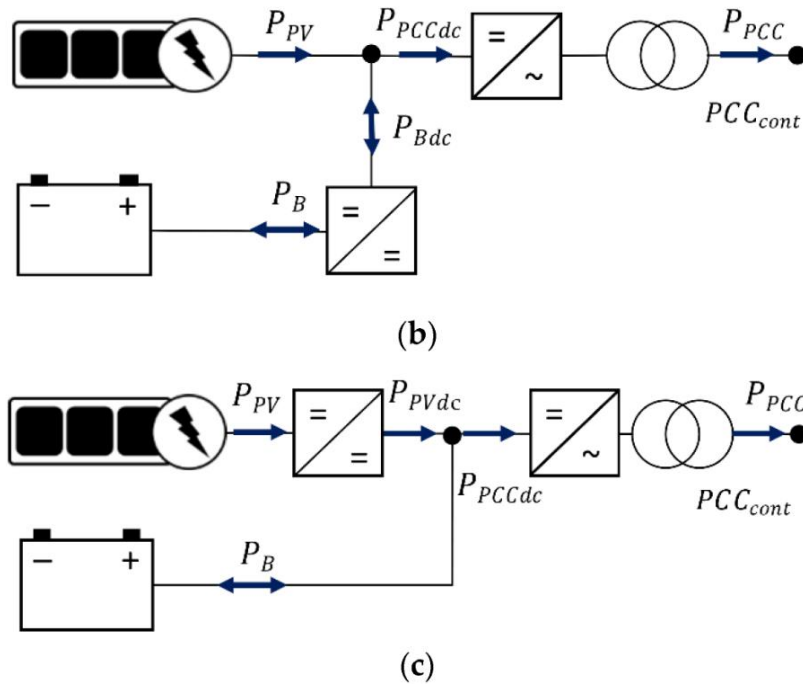 P_PV P_PCCdc P_PCC
= ~
PCC_cont
P_Bdc
− + P_B = =
(b)
P_PV P_PVdc P_PCC
= = = ~
P_PCCdc PCC_cont
− + P_B
(c)